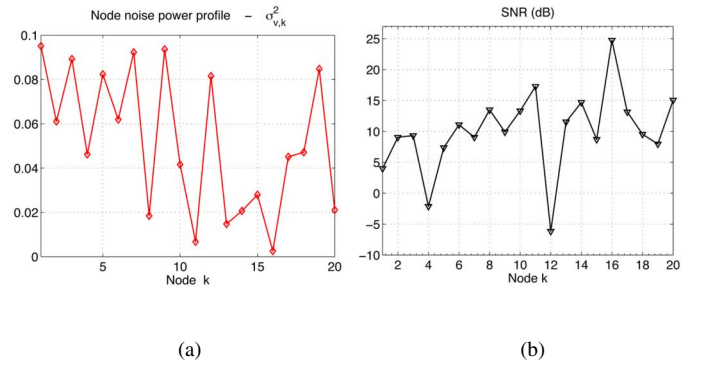 Node noise power profile – σ²v,k
0.1
0.08
0.06
0.04
0.02
0
5 10 15 20
Node k
(a)
SNR (dB)
25
20
15
10
5
0
−5
−10
2 4 6 8 10 12 14 16 18 20
Node k
(b)